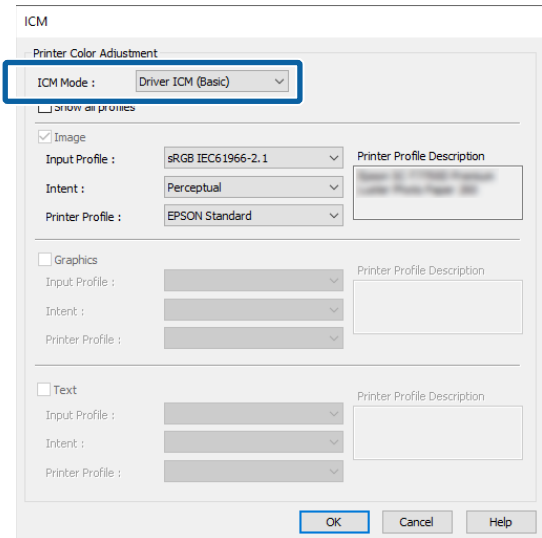 ICM
Printer Color Adjustment
ICM Mode : Driver ICM (Basic)
Show all profiles
Image
Input Profile : sRGB IEC61966-2.1 Printer Profile Description
Intent : Perceptual
Printer Profile : EPSON Standard
Graphics
Input Profile : Printer Profile Description
Intent :
Printer Profile :
Text
Input Profile : Printer Profile Description
Intent :
Printer Profile :
OK Cancel Help